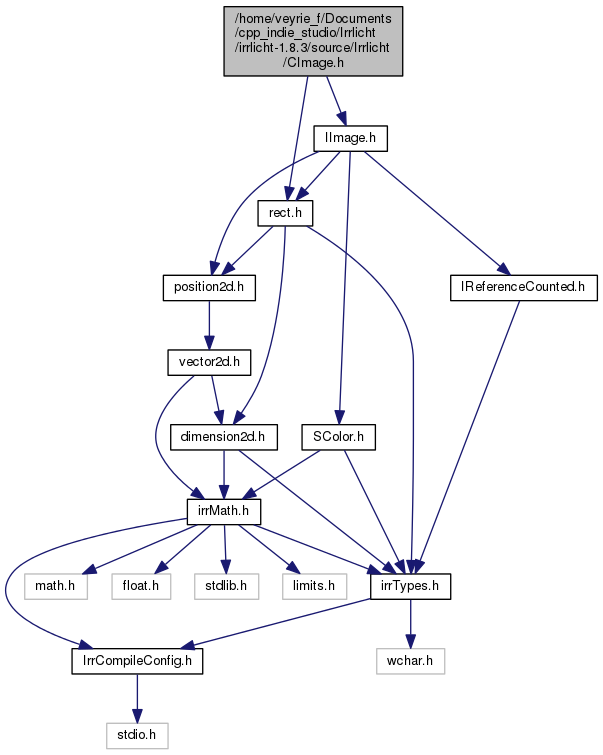 /home/veyrie_f/Documents
/cpp_indie_studio/Irrlicht
/irrlicht-1.8.3/source/Irrlicht
/CImage.h
IImage.h
rect.h
position2d.h
IReferenceCounted.h
vector2d.h
dimension2d.h
SColor.h
irrMath.h
math.h
float.h
stdlib.h
limits.h
irrTypes.h
IrrCompileConfig.h
wchar.h
stdio.h